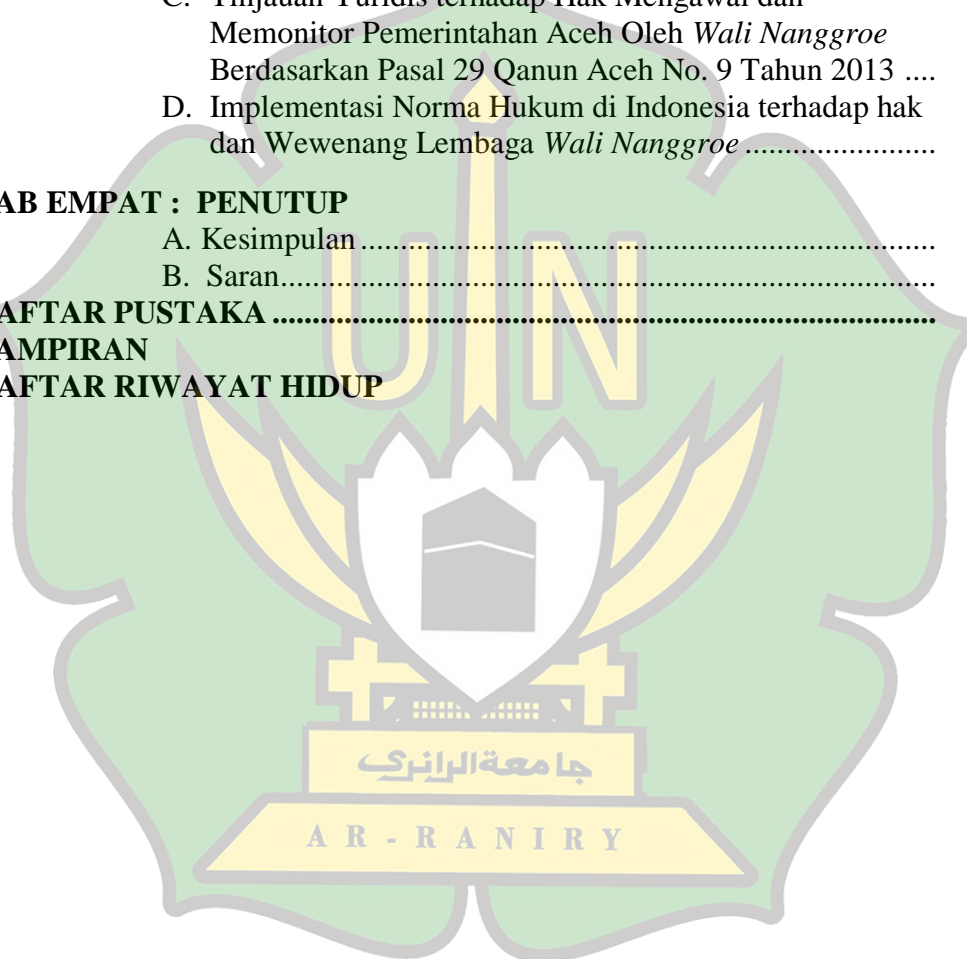 C. Tinjauan Yuridis terhadap Hak Mengawal dan
Memonitor Pemerintahan Aceh Oleh Wali Nanggroe
Berdasarkan Pasal 29 Qanun Aceh No. 9 Tahun 2013 ....
D. Implementasi Norma Hukum di Indonesia terhadap hak
dan Wewenang Lembaga Wali Nanggroe ........................
AB EMPAT : PENUTUP
A. Kesimpulan ........................................................................
B. Saran..................................................................................
AFTAR PUSTAKA ...................................................................................
AMPIRAN
AFTAR RIWAYAT HIDUP
UIN
جامعة الرانري
AR-RANIRY